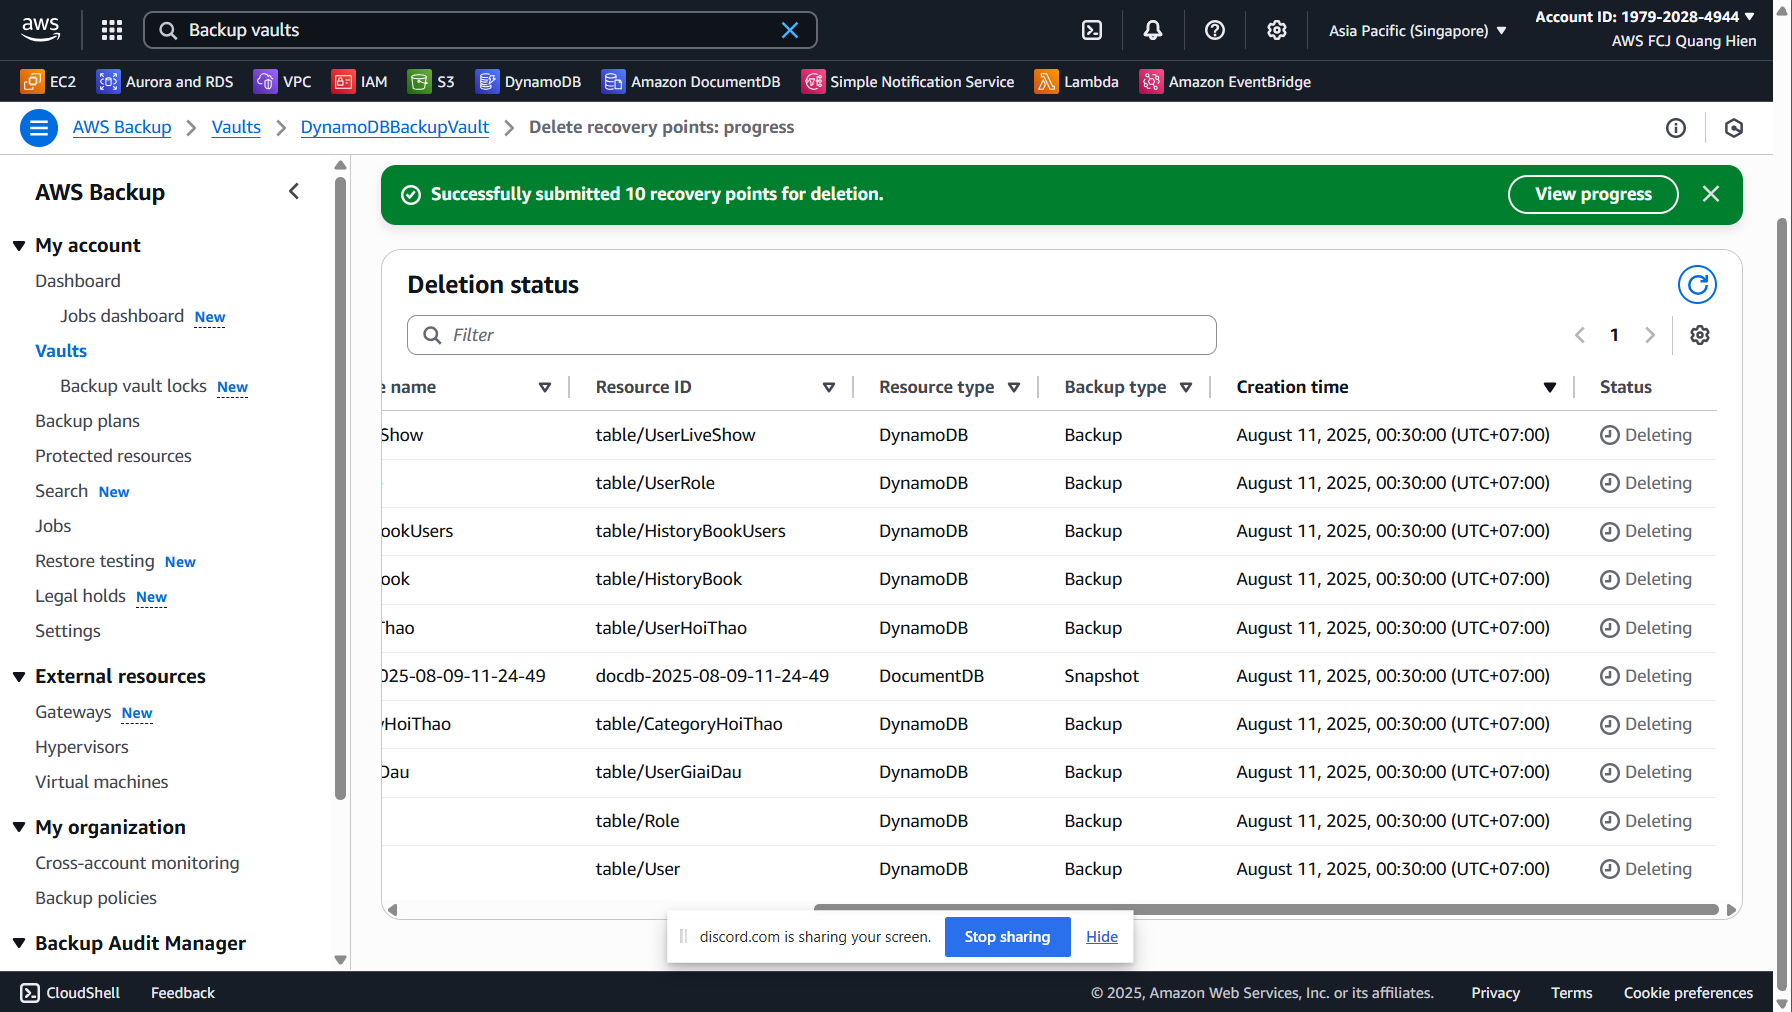 aws
Backup vaults
Asia Pacific (Singapore)
Account ID: 1979-2028-4944
AWS FCJ Quang Hien
EC2
Aurora and RDS
VPC
IAM
S3
DynamoDB
Amazon DocumentDB
Simple Notification Service
Lambda
Amazon EventBridge
AWS Backup
Vaults
DynamoDBBackupVault
Delete recovery points: progress
AWS Backup
My account
Dashboard
Jobs dashboard New
Vaults
Backup vault locks New
Backup plans
Protected resources
Search New
Jobs
Restore testing New
Legal holds New
Settings
External resources
Gateways New
Hypervisors
Virtual machines
My organization
Cross-account monitoring
Backup policies
Backup Audit Manager
Successfully submitted 10 recovery points for deletion.
View progress
Deletion status
Filter
1
e name Resource ID Resource type Backup type Creation time Status
Show table/UserLiveShow DynamoDB Backup August 11, 2025, 00:30:00 (UTC+07:00) Deleting
table/UserRole DynamoDB Backup August 11, 2025, 00:30:00 (UTC+07:00) Deleting
ookUsers table/HistoryBookUsers DynamoDB Backup August 11, 2025, 00:30:00 (UTC+07:00) Deleting
ook table/HistoryBook DynamoDB Backup August 11, 2025, 00:30:00 (UTC+07:00) Deleting
Thao table/UserHoiThao DynamoDB Backup August 11, 2025, 00:30:00 (UTC+07:00) Deleting
025-08-09-11-24-49 docdb-2025-08-09-11-24-49 DocumentDB Snapshot August 11, 2025, 00:30:00 (UTC+07:00) Deleting
yHoiThao table/CategoryHoiThao DynamoDB Backup August 11, 2025, 00:30:00 (UTC+07:00) Deleting
Dau table/UserGiaiDau DynamoDB Backup August 11, 2025, 00:30:00 (UTC+07:00) Deleting
table/Role DynamoDB Backup August 11, 2025, 00:30:00 (UTC+07:00) Deleting
table/User DynamoDB Backup August 11, 2025, 00:30:00 (UTC+07:00) Deleting
discord.com is sharing your screen.
Stop sharing
Hide
CloudShell
Feedback
© 2025, Amazon Web Services, Inc. or its affiliates.
Privacy
Terms
Cookie preferences